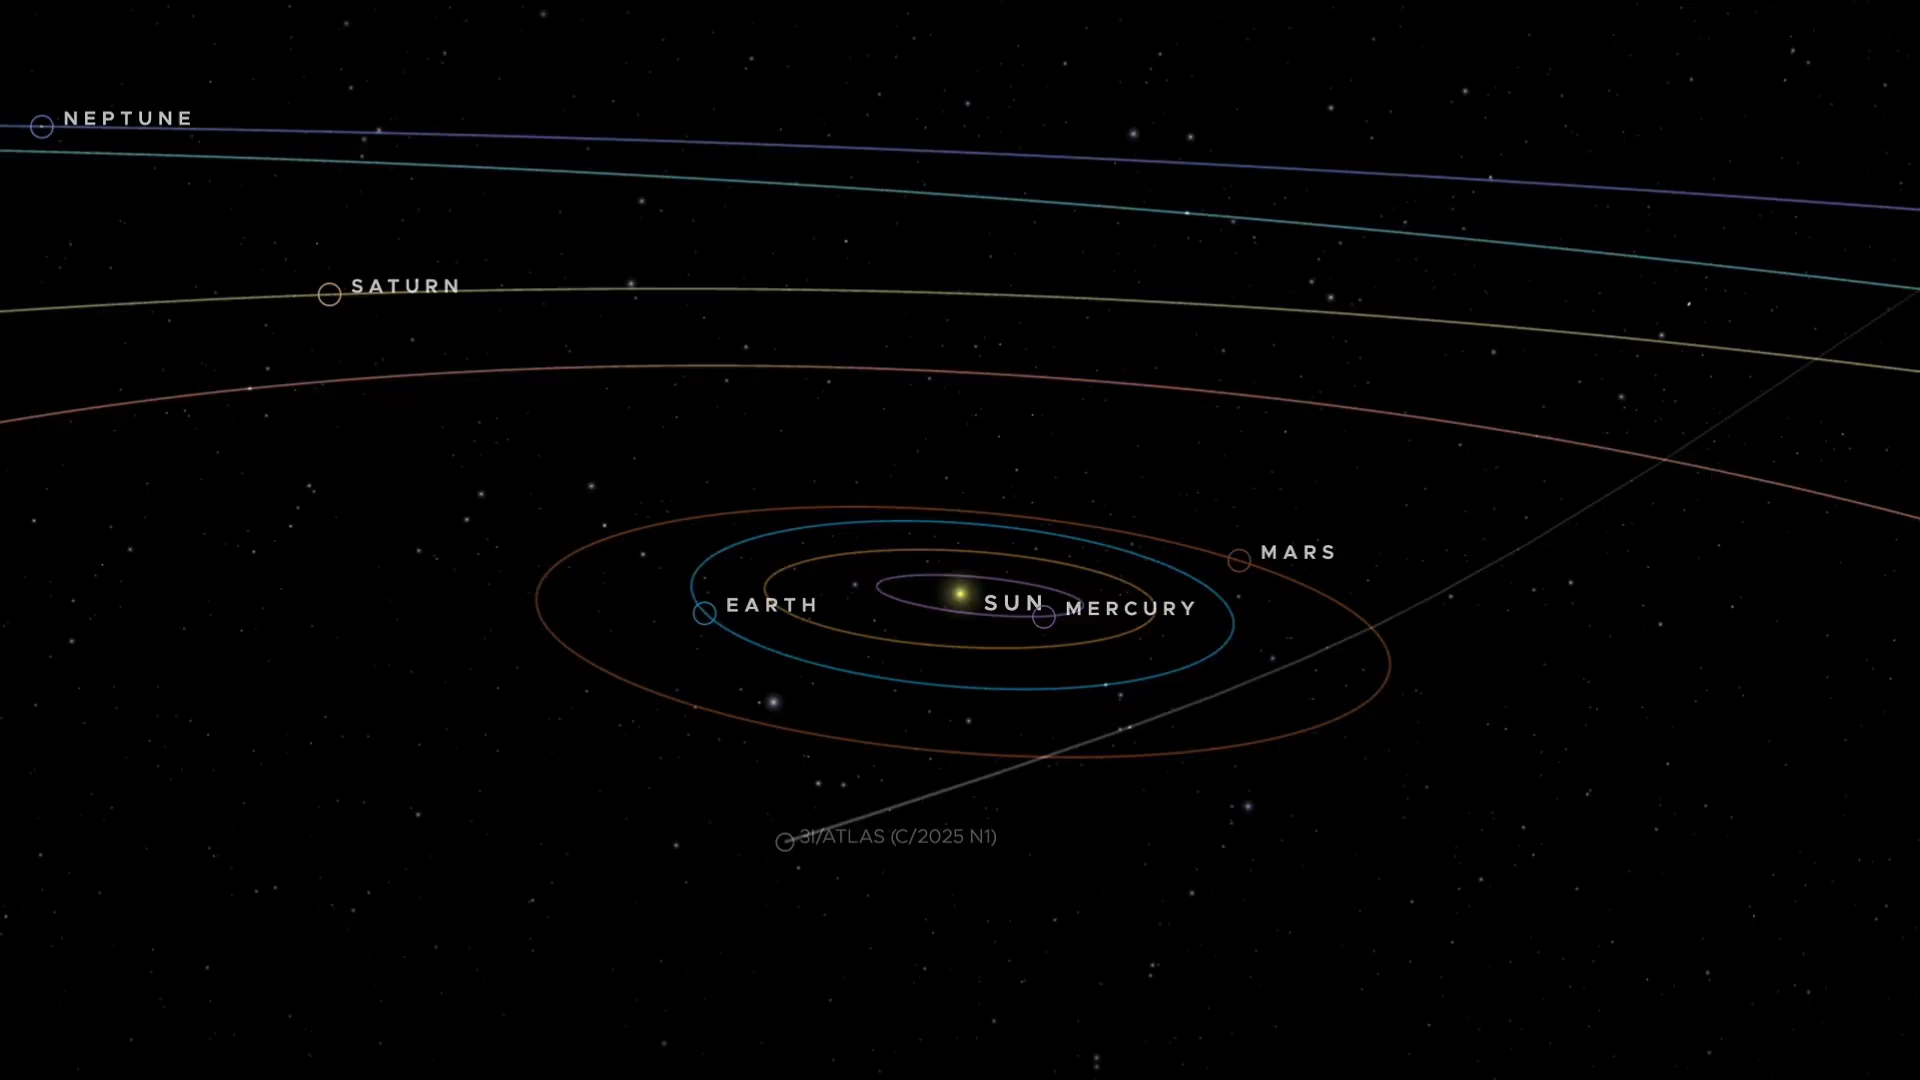 NEPTUNE
SATURN
MARS
EARTH
SUN
MERCURY
3I/ATLAS (C/2025 N1)